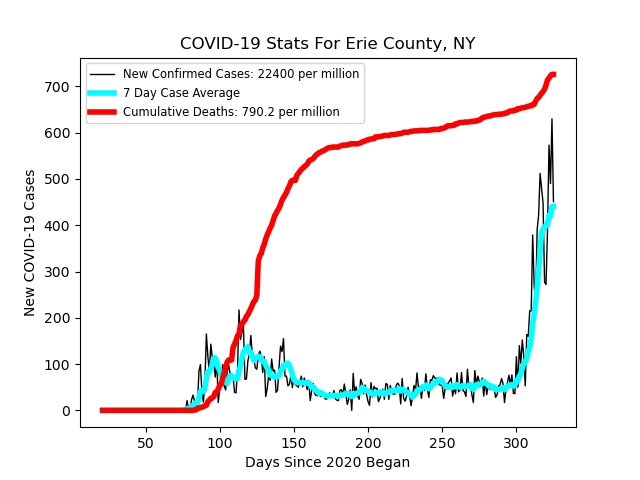 COVID-19 Stats For Erie County, NY
New Confirmed Cases: 22400 per million
7 Day Case Average
Cumulative Deaths: 790.2 per million
New COVID-19 Cases
700
600
500
400
300
200
100
0
50
100
150
200
250
300
Days Since 2020 Began